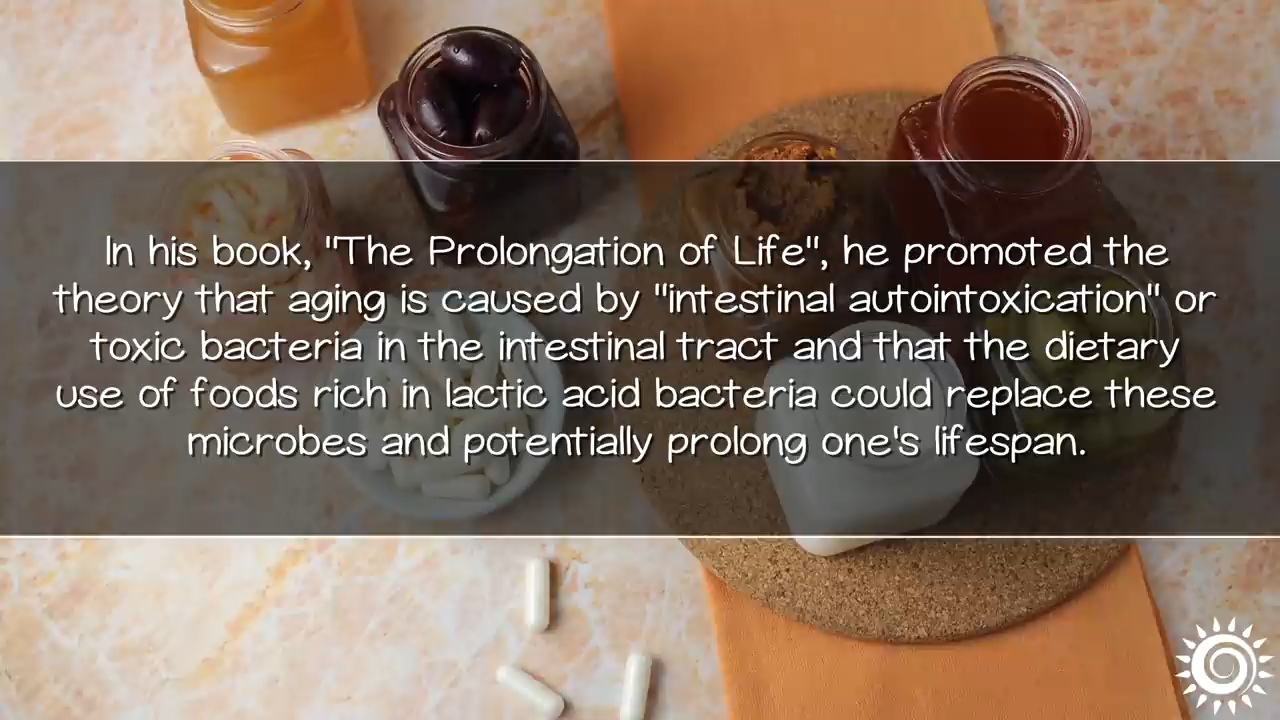 In his book, "The Prolongation of Life", he promoted the
theory that aging is caused by "intestinal autointoxication" or
toxic bacteria in the intestinal tract and that the dietary
use of foods rich in lactic acid bacteria could replace these
microbes and potentially prolong one's lifespan.